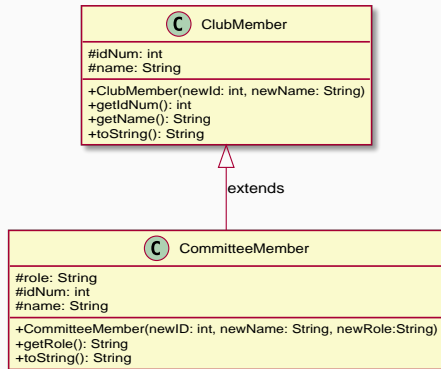 C ClubMember
#idNum: int
#name: String
+ClubMember(newId: int, newName: String)
+getIdNum(): int
+getName(): String
+toString(): String
extends
C CommitteeMember
#role: String
#idNum: int
#name: String
+CommitteeMember(newID: int, newName: String, newRole:String)
+getRole(): String
+toString(): String